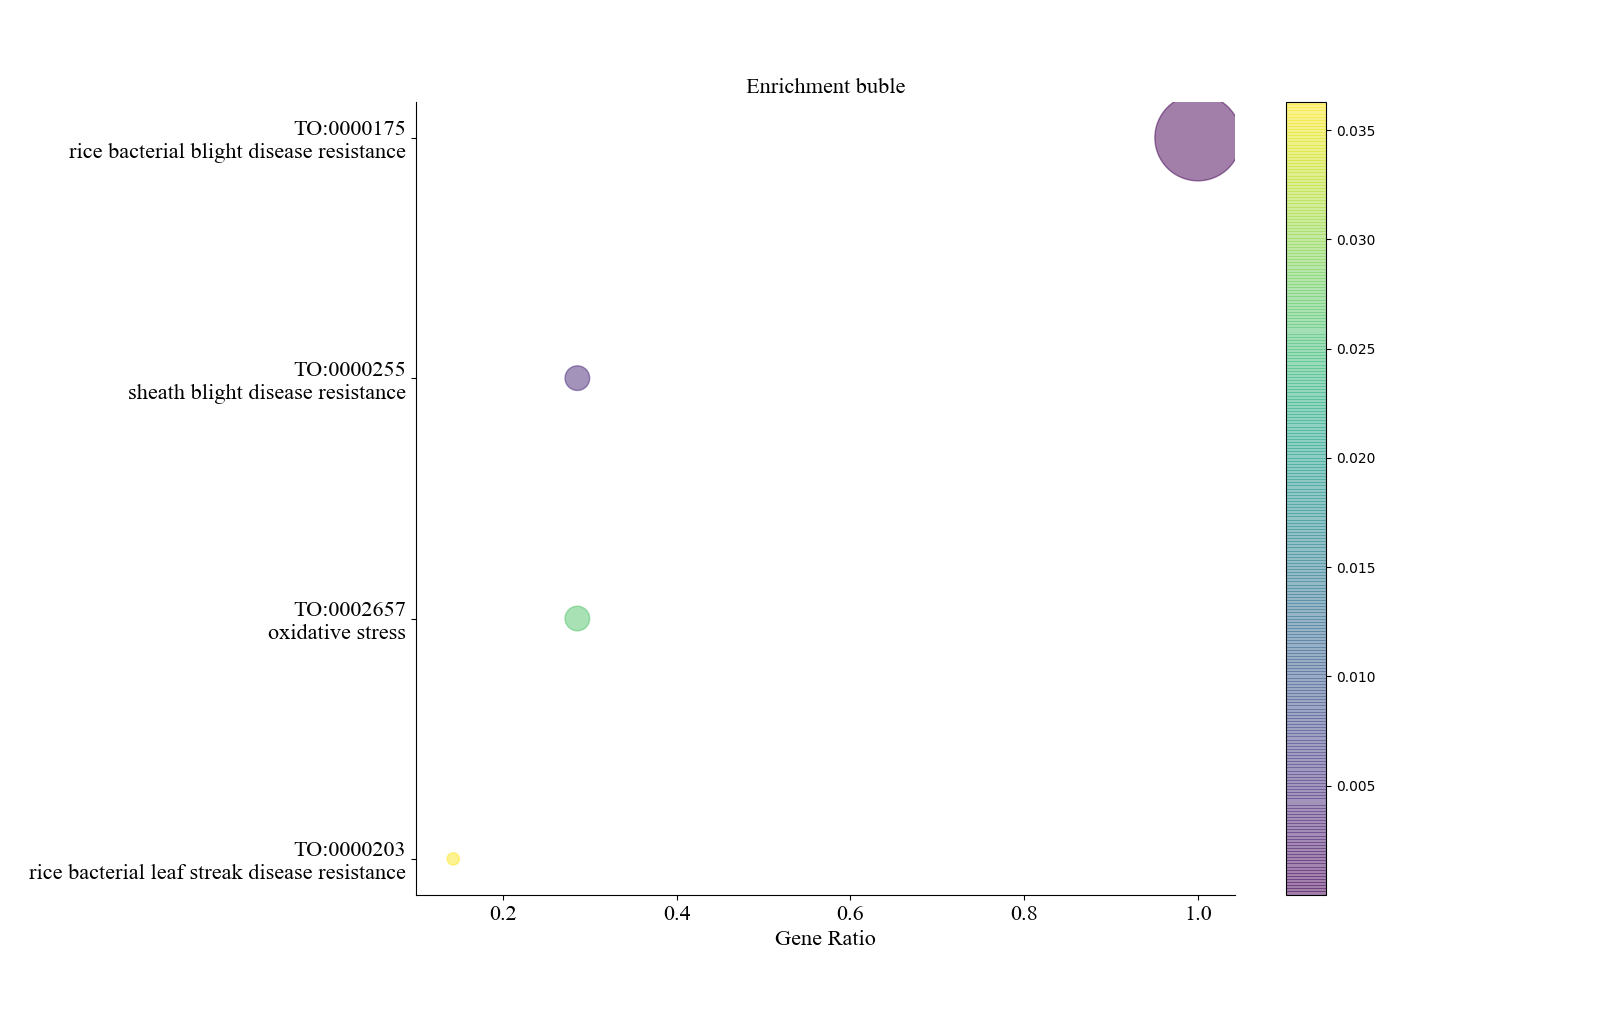 Enrichment buble
TO:0000175
rice bacterial blight disease resistance
TO:0000255
sheath blight disease resistance
TO:0002657
oxidative stress
TO:0000203
rice bacterial leaf streak disease resistance
0.2
0.4
0.6
0.8
1.0
Gene Ratio
0.035
0.030
0.025
0.020
0.015
0.010
0.005